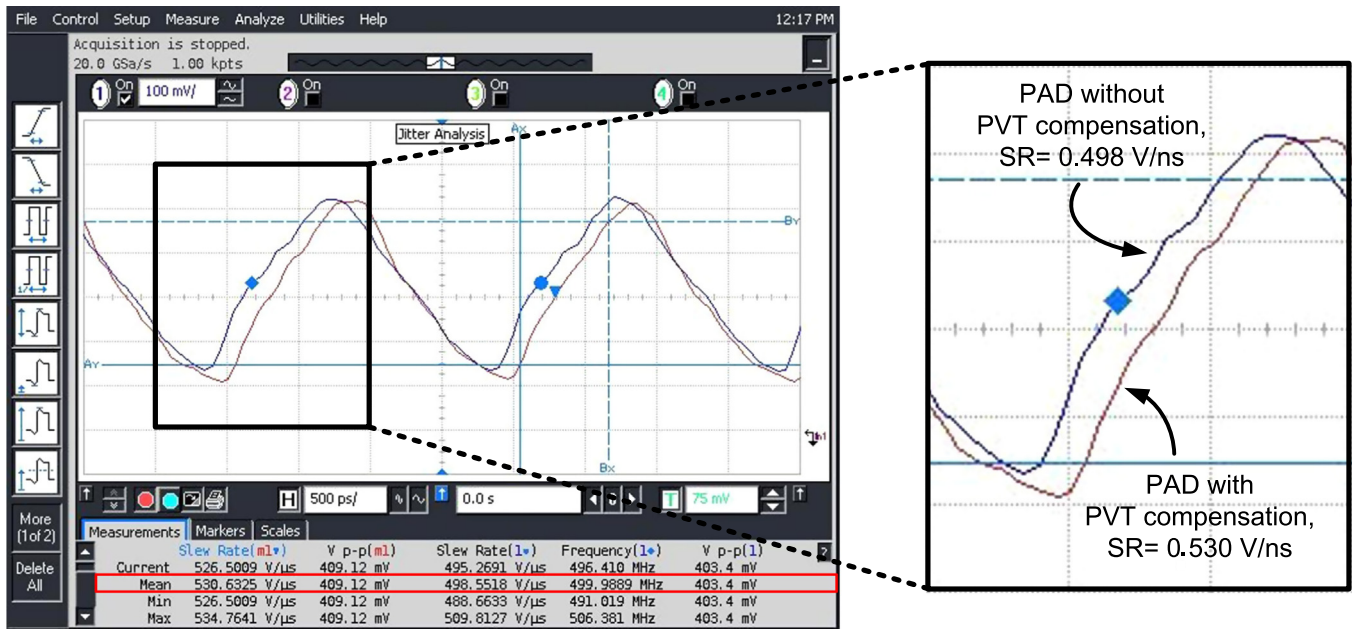 File Control Setup Measure Analyze Utilities Help 12:17 PM
Acquisition is stopped.
20.0 GSa/s 1.00 kpts
1 On 100 mV/ 2 On 3 On 4 On
Jitter Analysis
Ax
By
Ay
Bx
H 500 ps/ 0.0 s 0 T 75 mV
More
(1of 2)
Delete
All
Measurements Markers Scales
Slew Rate(m1) V p-p(m1) Slew Rate(1) Frequency(1) V p-p(1) ?
Current 526.5009 V/µs 409.12 mV 495.2691 V/µs 496.410 MHz 403.4 mV
Mean 530.6325 V/µs 409.12 mV 498.5518 V/µs 499.9889 MHz 403.4 mV
Min 526.5009 V/µs 409.12 mV 488.6633 V/µs 491.019 MHz 403.4 mV
Max 534.7641 V/µs 409.12 mV 509.8127 V/µs 506.381 MHz 403.4 mV
PAD without
PVT compensation,
SR= 0.498 V/ns
PAD with
PVT compensation,
SR= 0.530 V/ns